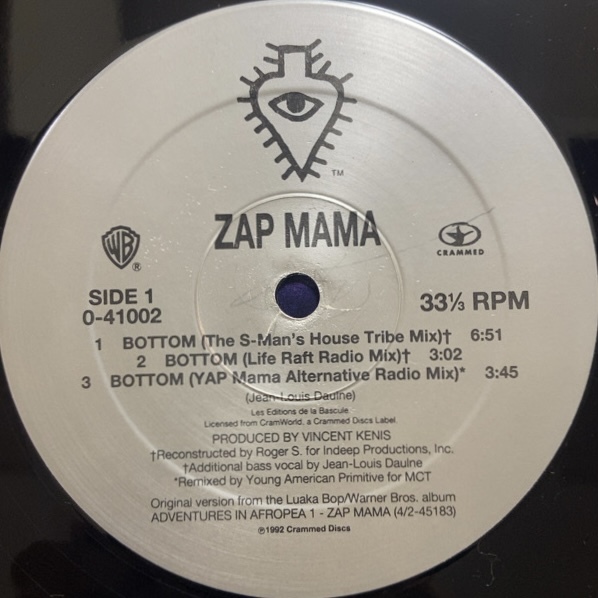 TM
ZAP MAMA
WB
®
CRAMMED
SIDE 1
0-41002
33⅓ RPM
1 BOTTOM (The S-Man's House Tribe Mix)† 6:51
2 BOTTOM (Life Raft Radio Mix)† 3:02
3 BOTTOM (YAP Mama Alternative Radio Mix)* 3:45
(Jean-Louis Daulne)
Les Editions de la Bascule
Licensed from CramWorld, a Crammed Discs Label.
PRODUCED BY VINCENT KENIS
†Reconstructed by Roger S. for Indeep Productions, Inc.
†Additional bass vocal by Jean-Louis Daulne
*Remixed by Young American Primitive for MCT
Original version from the Luaka Bop/Warner Bros. album
ADVENTURES IN AFROPEA 1 - ZAP MAMA (4/2-45183)
℗1992 Crammed Discs